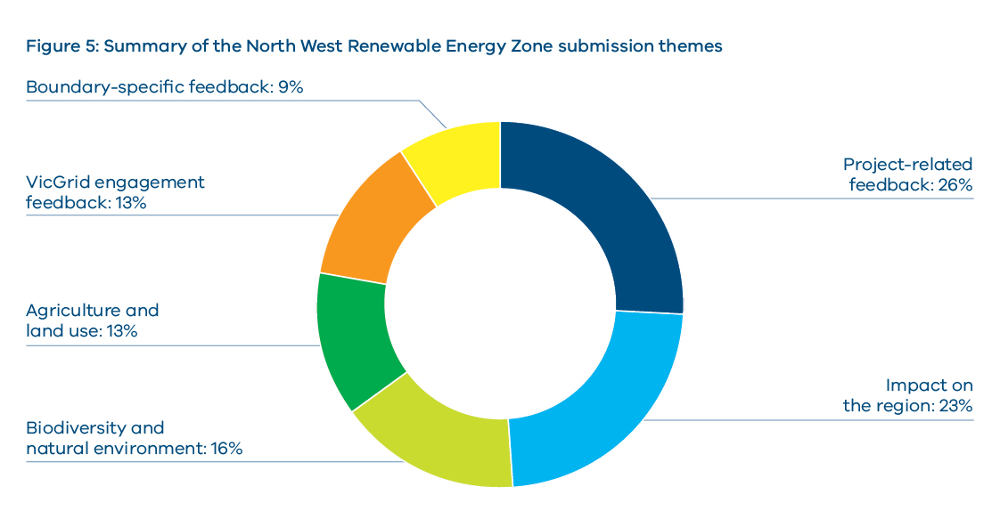 Figure 5: Summary of the North West Renewable Energy Zone submission themes
Boundary-specific feedback: 9%
VicGrid engagement
feedback: 13%
Agriculture and
land use: 13%
Biodiversity and
natural environment: 16%
Project-related
feedback: 26%
Impact on
the region: 23%